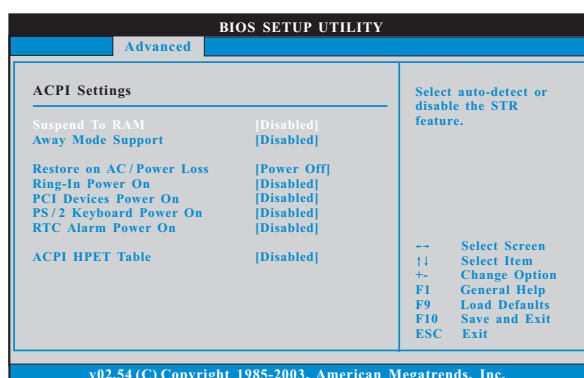 BIOS SETUP UTILITY
Advanced
ACPI Settings
Suspend To RAM [Disabled]
Away Mode Support [Disabled]
Restore on AC / Power Loss [Power Off]
Ring-In Power On [Disabled]
PCI Devices Power On [Disabled]
PS / 2 Keyboard Power On [Disabled]
RTC Alarm Power On [Disabled]
ACPI HPET Table [Disabled]
Select auto-detect or
disable the STR
feature.
←→ Select Screen
↑↓ Select Item
+- Change Option
F1 General Help
F9 Load Defaults
F10 Save and Exit
ESC Exit
v02.54 (C) Copyright 1985-2003, American Megatrends, Inc.